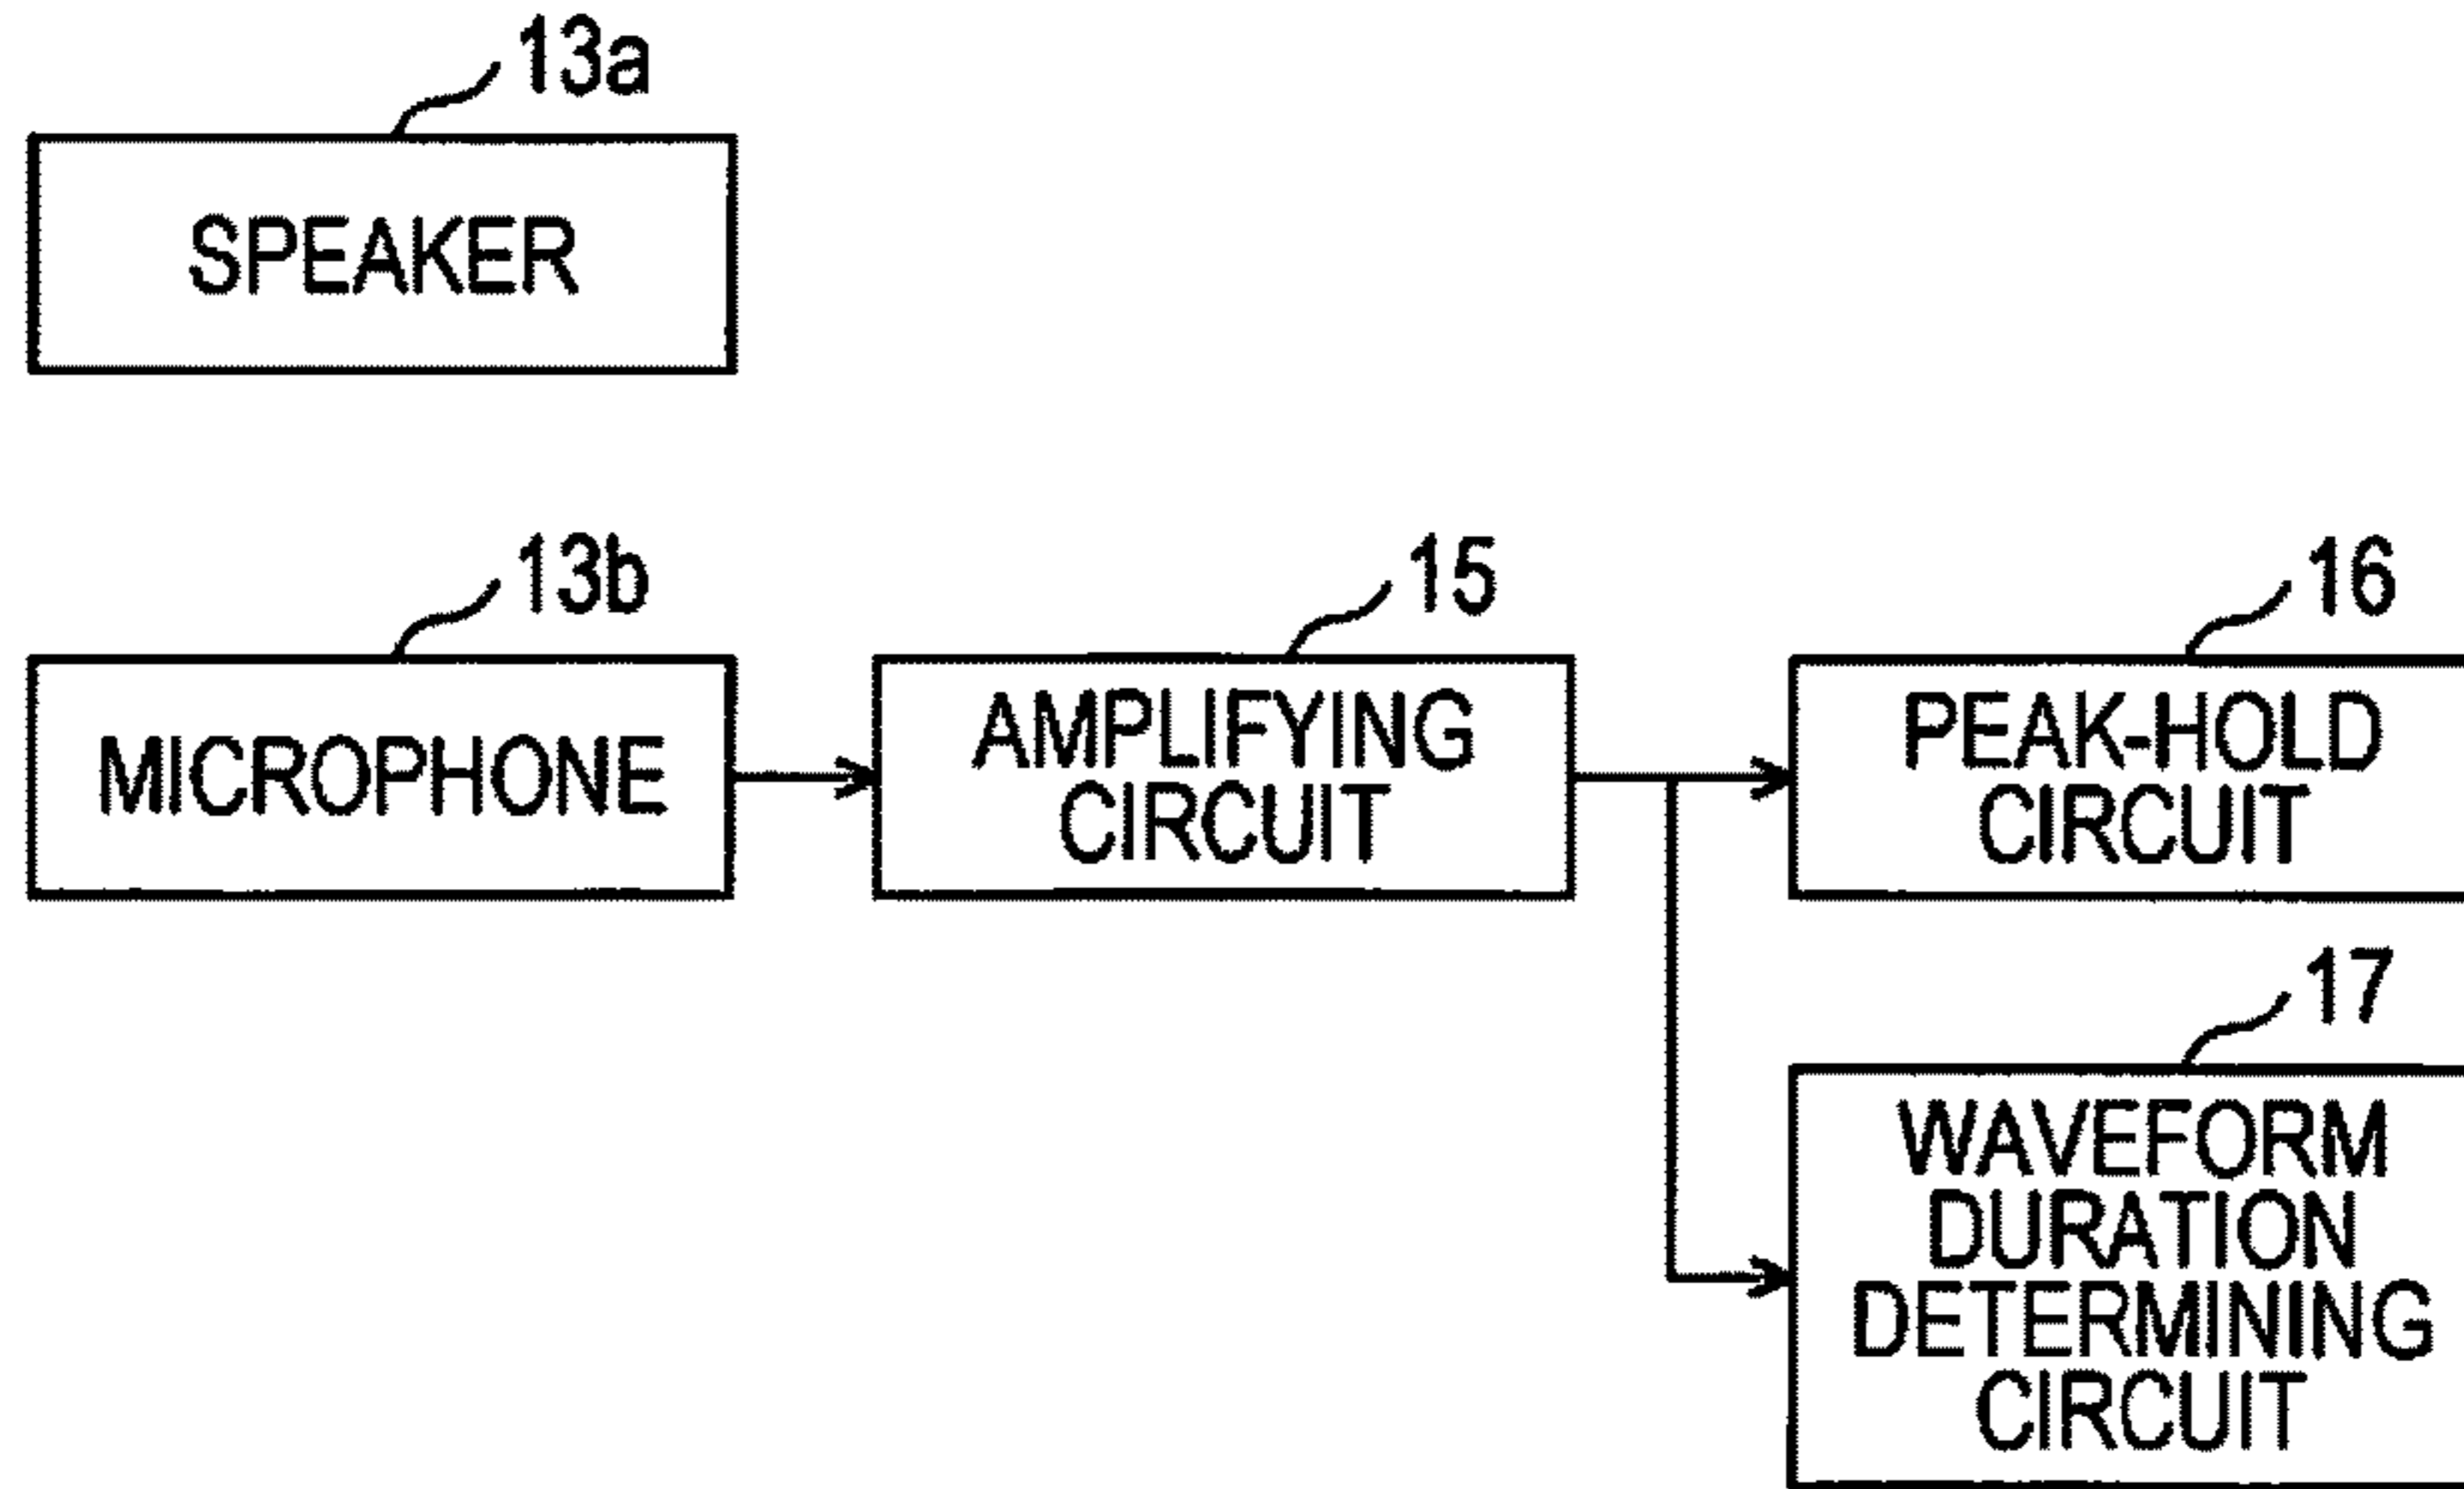 13a
SPEAKER
13b
MICROPHONE
15
AMPLIFYING
CIRCUIT
16
PEAK-HOLD
CIRCUIT
17
WAVEFORM
DURATION
DETERMINING
CIRCUIT